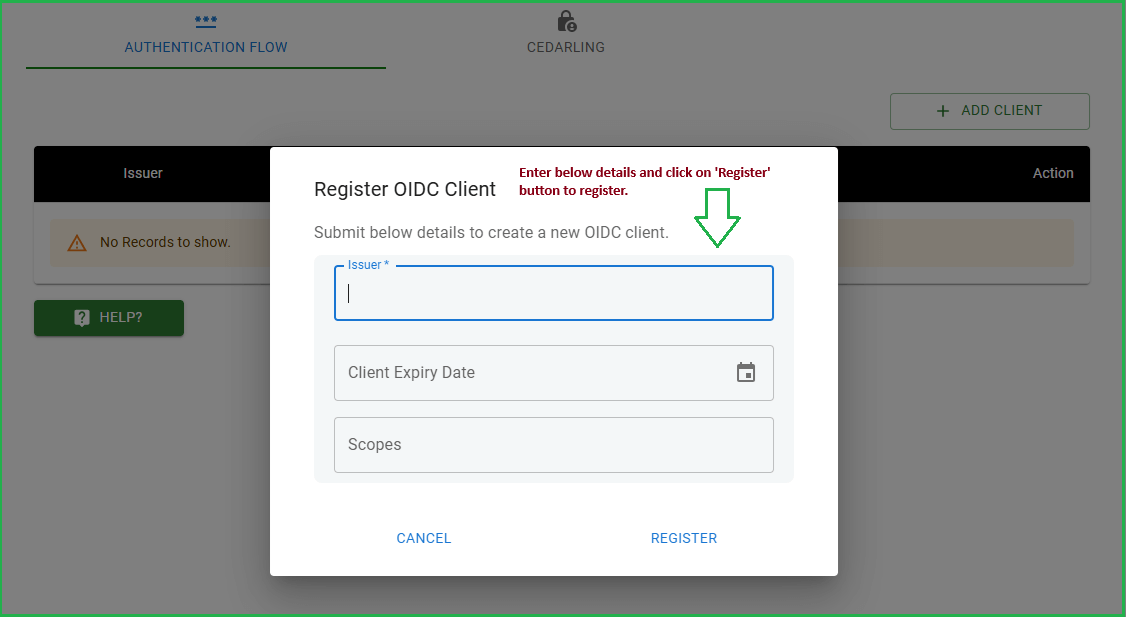 AUTHENTICATION FLOW
CEDARLING
ADD CLIENT
Issuer
Action
No Records to show.
HELP?
Register OIDC Client
Enter below details and click on 'Register'
button to register.
Submit below details to create a new OIDC client.
Issuer *
Client Expiry Date
Scopes
CANCEL
REGISTER